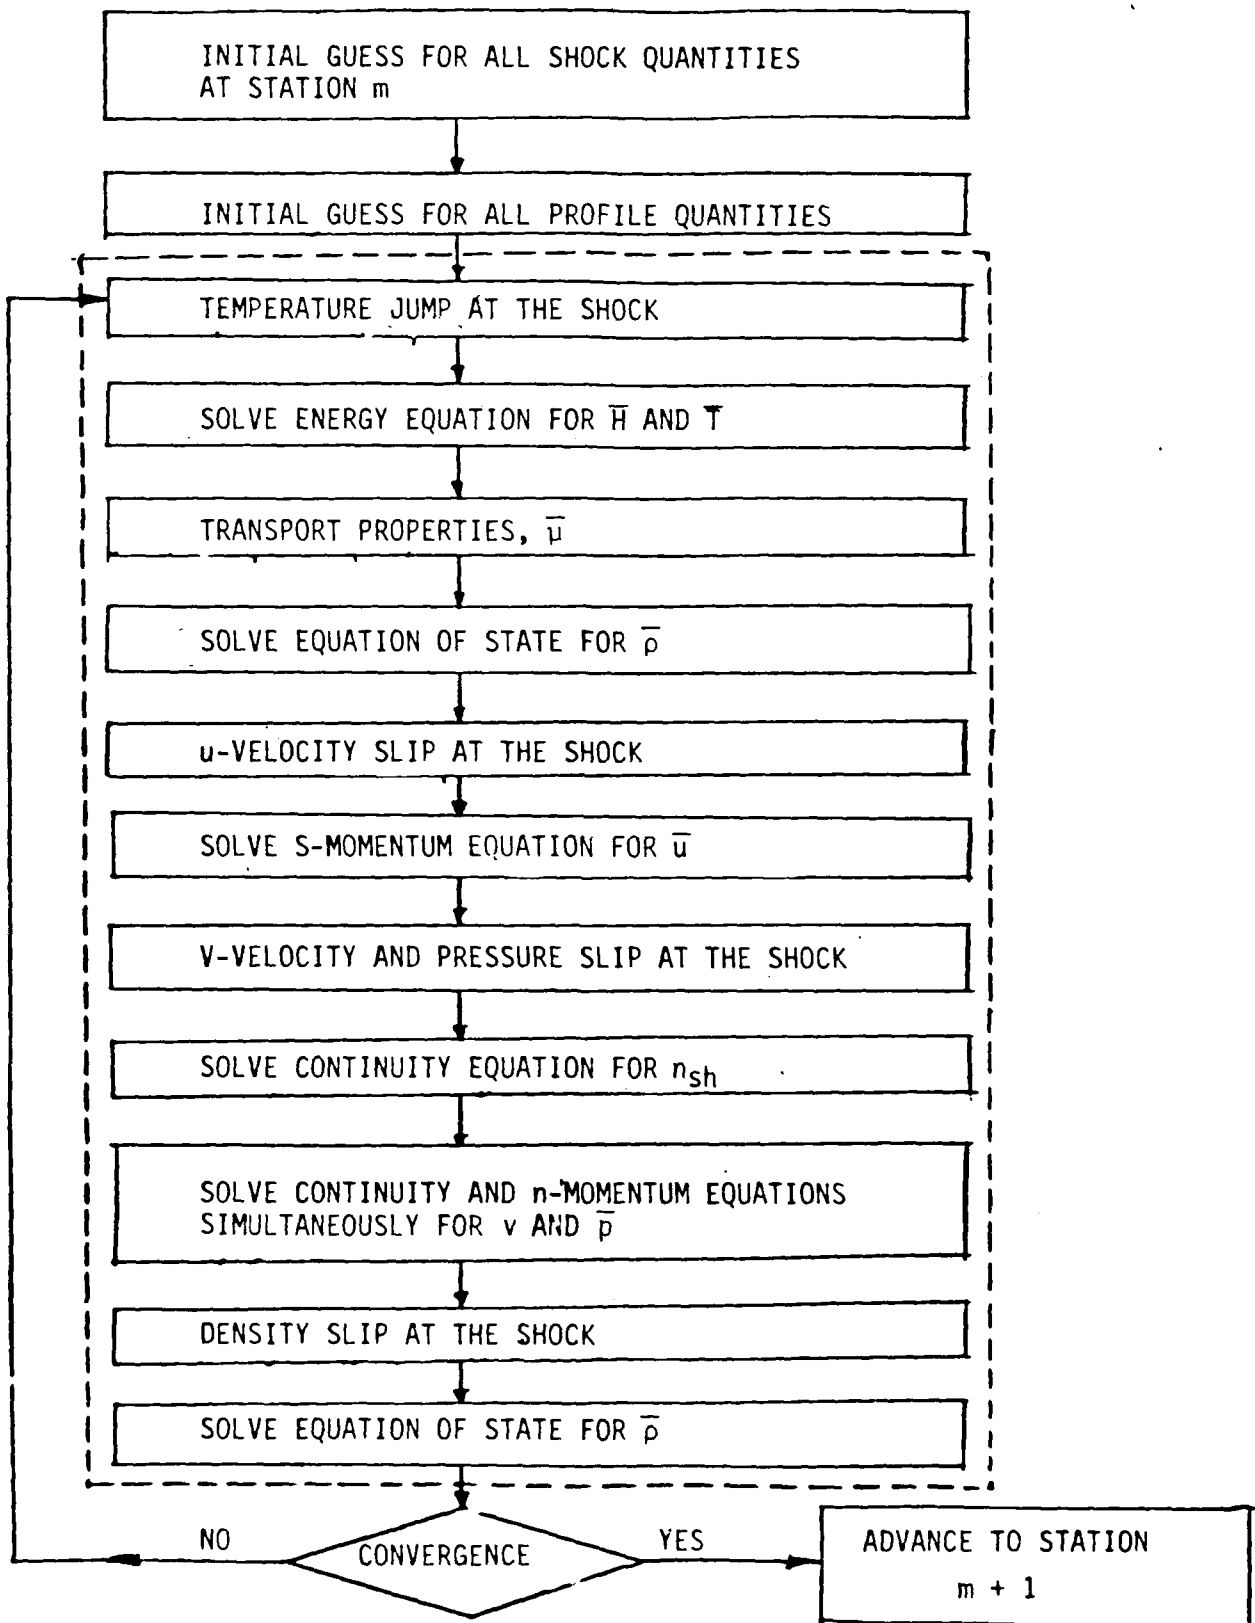 INITIAL GUESS FOR ALL SHOCK QUANTITIES
AT STATION m
INITIAL GUESS FOR ALL PROFILE QUANTITIES
TEMPERATURE JUMP AT THE SHOCK
SOLVE ENERGY EQUATION FOR H̅ AND T̅
TRANSPORT PROPERTIES, μ̅
SOLVE EQUATION OF STATE FOR ρ̅
u-VELOCITY SLIP AT THE SHOCK
SOLVE S-MOMENTUM EQUATION FOR u̅
V-VELOCITY AND PRESSURE SLIP AT THE SHOCK
SOLVE CONTINUITY EQUATION FOR n_sh
SOLVE CONTINUITY AND n-MOMENTUM EQUATIONS
SIMULTANEOUSLY FOR v AND p̅
DENSITY SLIP AT THE SHOCK
SOLVE EQUATION OF STATE FOR ρ̅
NO
CONVERGENCE
YES
ADVANCE TO STATION
m + 1